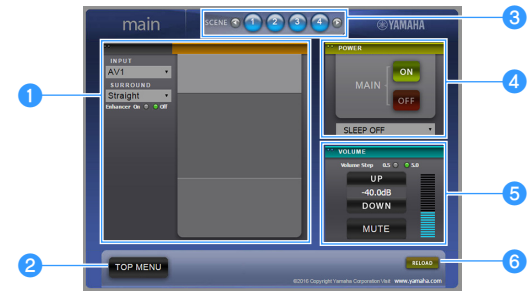 main
SCENE 1 2 3 4
YAMAHA
3
1
INPUT
AV1
SURROUND
Straight
Enhancer On Off
POWER
MAIN
ON
OFF
SLEEP OFF
4
VOLUME
Volume Step 0.5 5.0
UP
-40.0dB
DOWN
MUTE
5
2
TOP MENU
RELOAD
6
©2016 Copyright Yamaha Corporation Visit www.yamaha.com